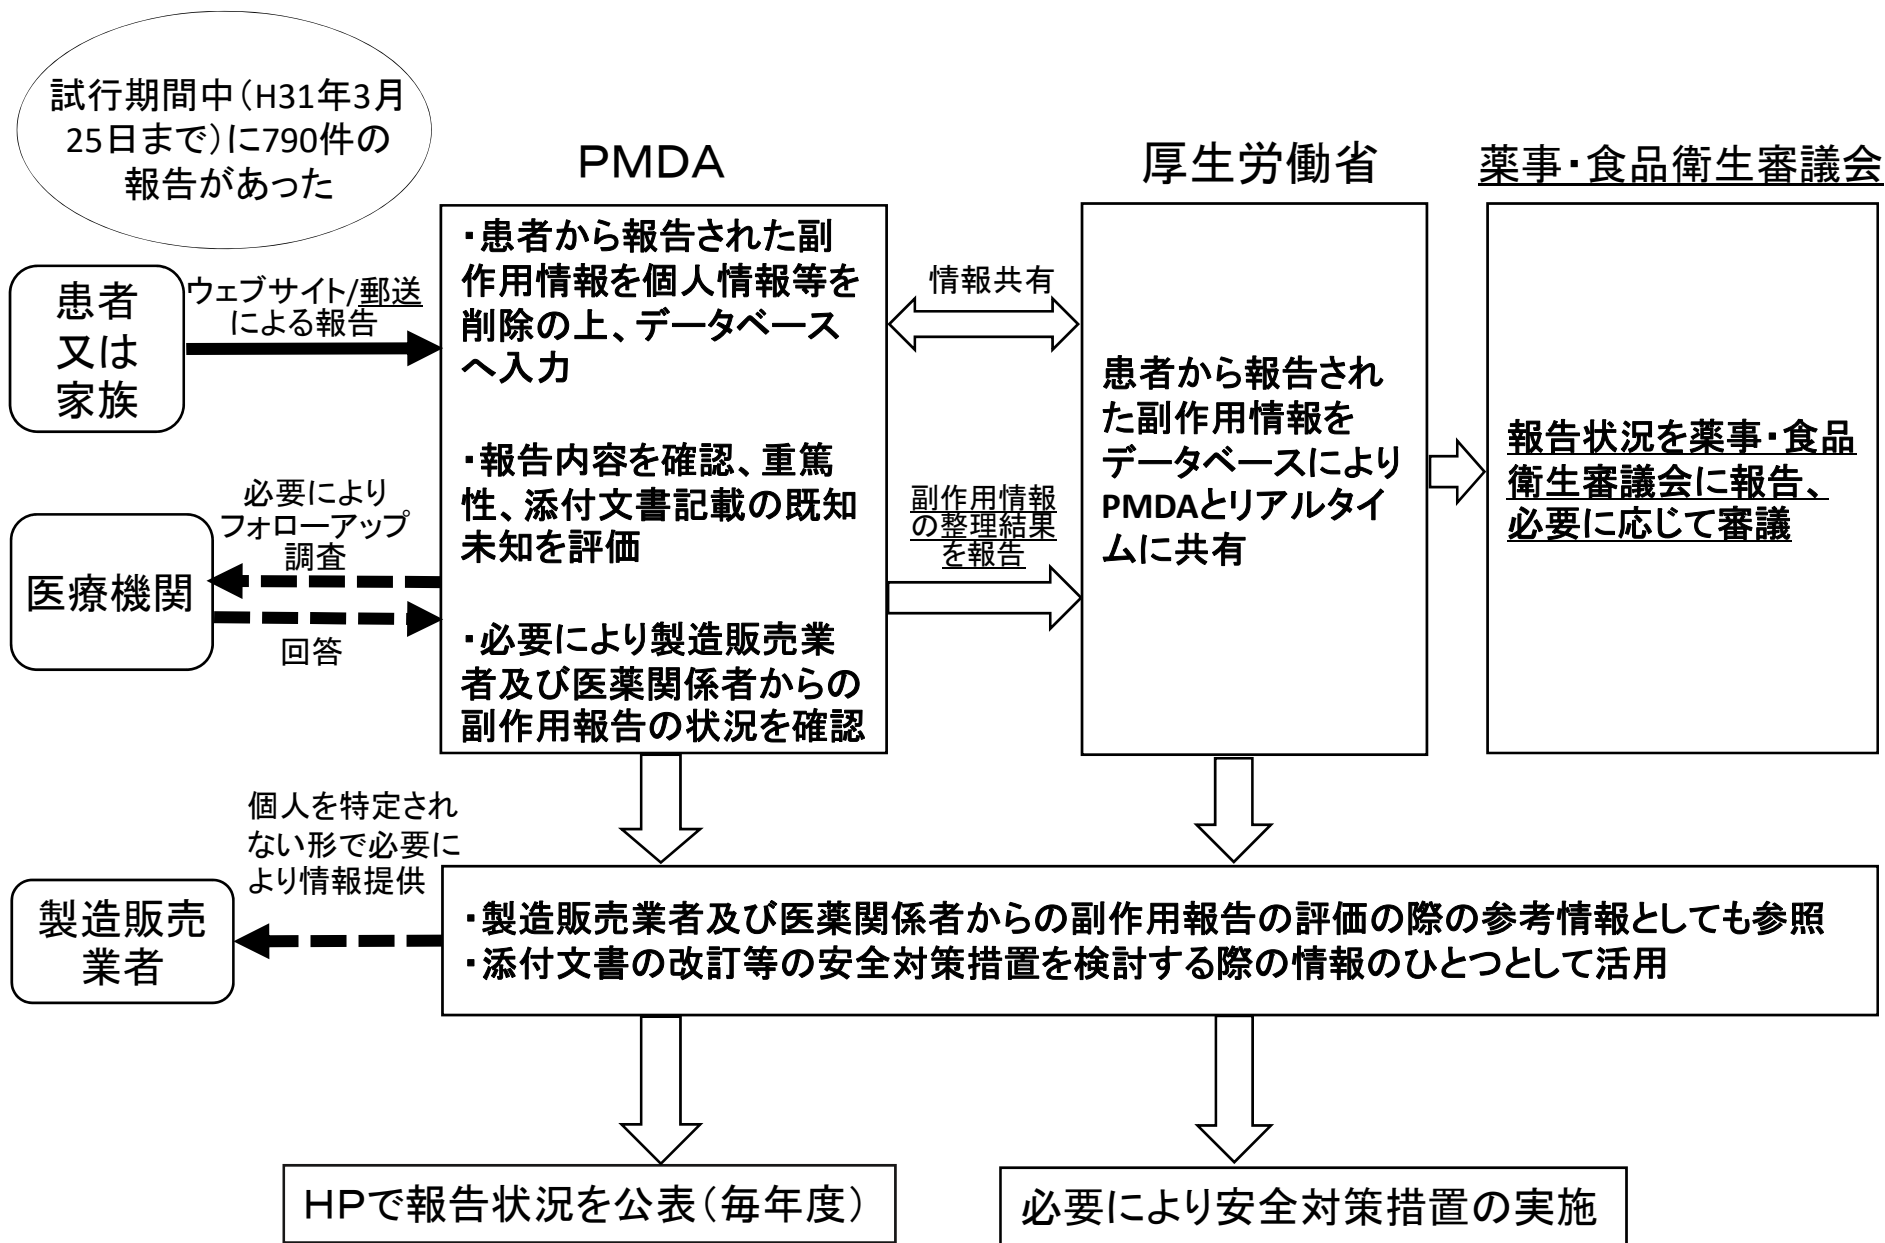 試行期間中（H31年3月
25日まで）に790件の
報告があった
PMDA
厚生労働省
薬事・食品衛生審議会
患者
又は
家族
ウェブサイト/郵送
による報告
・患者から報告された副
作用情報を個人情報等を
削除の上、データベース
へ入力
・報告内容を確認、重篤
性、添付文書記載の既知
未知を評価
・必要により製造販売業
者及び医薬関係者からの
副作用報告の状況を確認
情報共有
副作用情報
の整理結果
を報告
患者から報告され
た副作用情報を
データベースにより
PMDAとリアルタイ
ムに共有
報告状況を薬事・食品
衛生審議会に報告、
必要に応じて審議
必要により
フォローアップ
調査
医療機関
回答
個人を特定され
ない形で必要に
より情報提供
製造販売
業者
・製造販売業者及び医薬関係者からの副作用報告の評価の際の参考情報としても参照
・添付文書の改訂等の安全対策措置を検討する際の情報のひとつとして活用
HPで報告状況を公表（毎年度）
必要により安全対策措置の実施